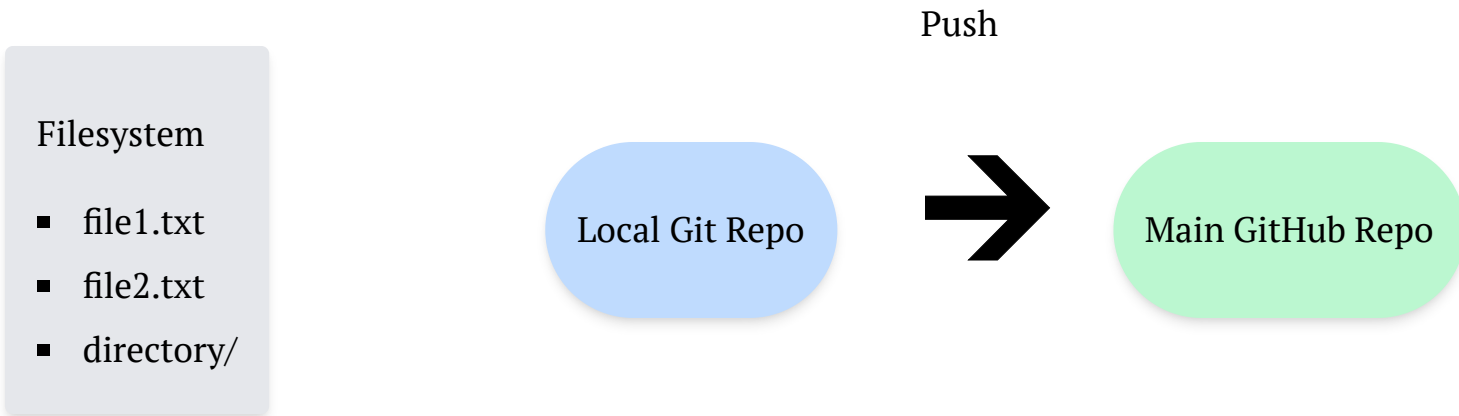 Push
Filesystem
file1.txt
file2.txt
directory/
Local Git Repo
Main GitHub Repo